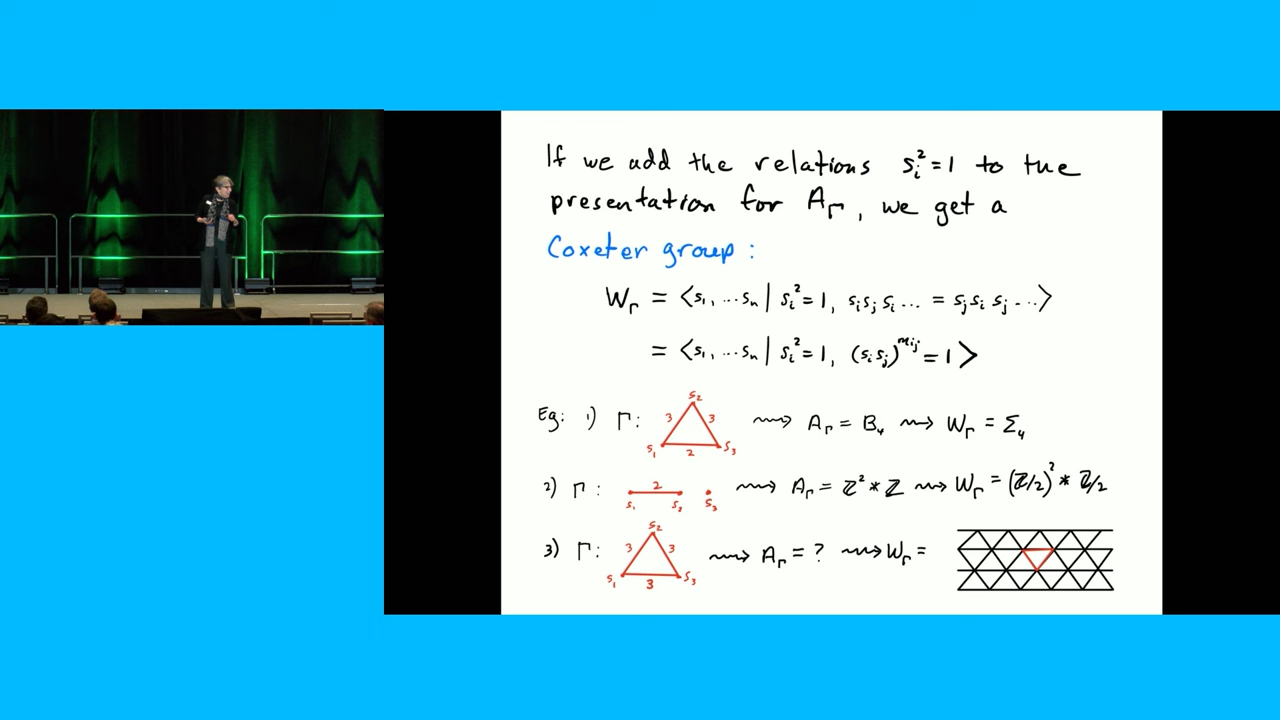 If we add the relations sᵢ² = 1 to the
presentation for A_Γ, we get a
Coxeter group :
W_Γ = ⟨s₁, ... sₙ | sᵢ² = 1, sᵢsⱼsᵢ ... = sⱼsᵢsⱼ ...⟩
= ⟨s₁, ... sₙ | sᵢ² = 1, (sᵢsⱼ)^mᵢⱼ = 1⟩
Eg: 1) Γ: s₁ 3 s₂ 3 s₃ 2 ⇝ A_Γ = B₄ ⇝ W_Γ = Σ₄
2) Γ: s₁ 2 s₂ s₃ ⇝ A_Γ = ℤ² * ℤ ⇝ W_Γ = (ℤ/2)² * ℤ/2
3) Γ: s₁ 3 s₂ 3 s₃ 3 ⇝ A_Γ = ? ⇝ W_Γ =